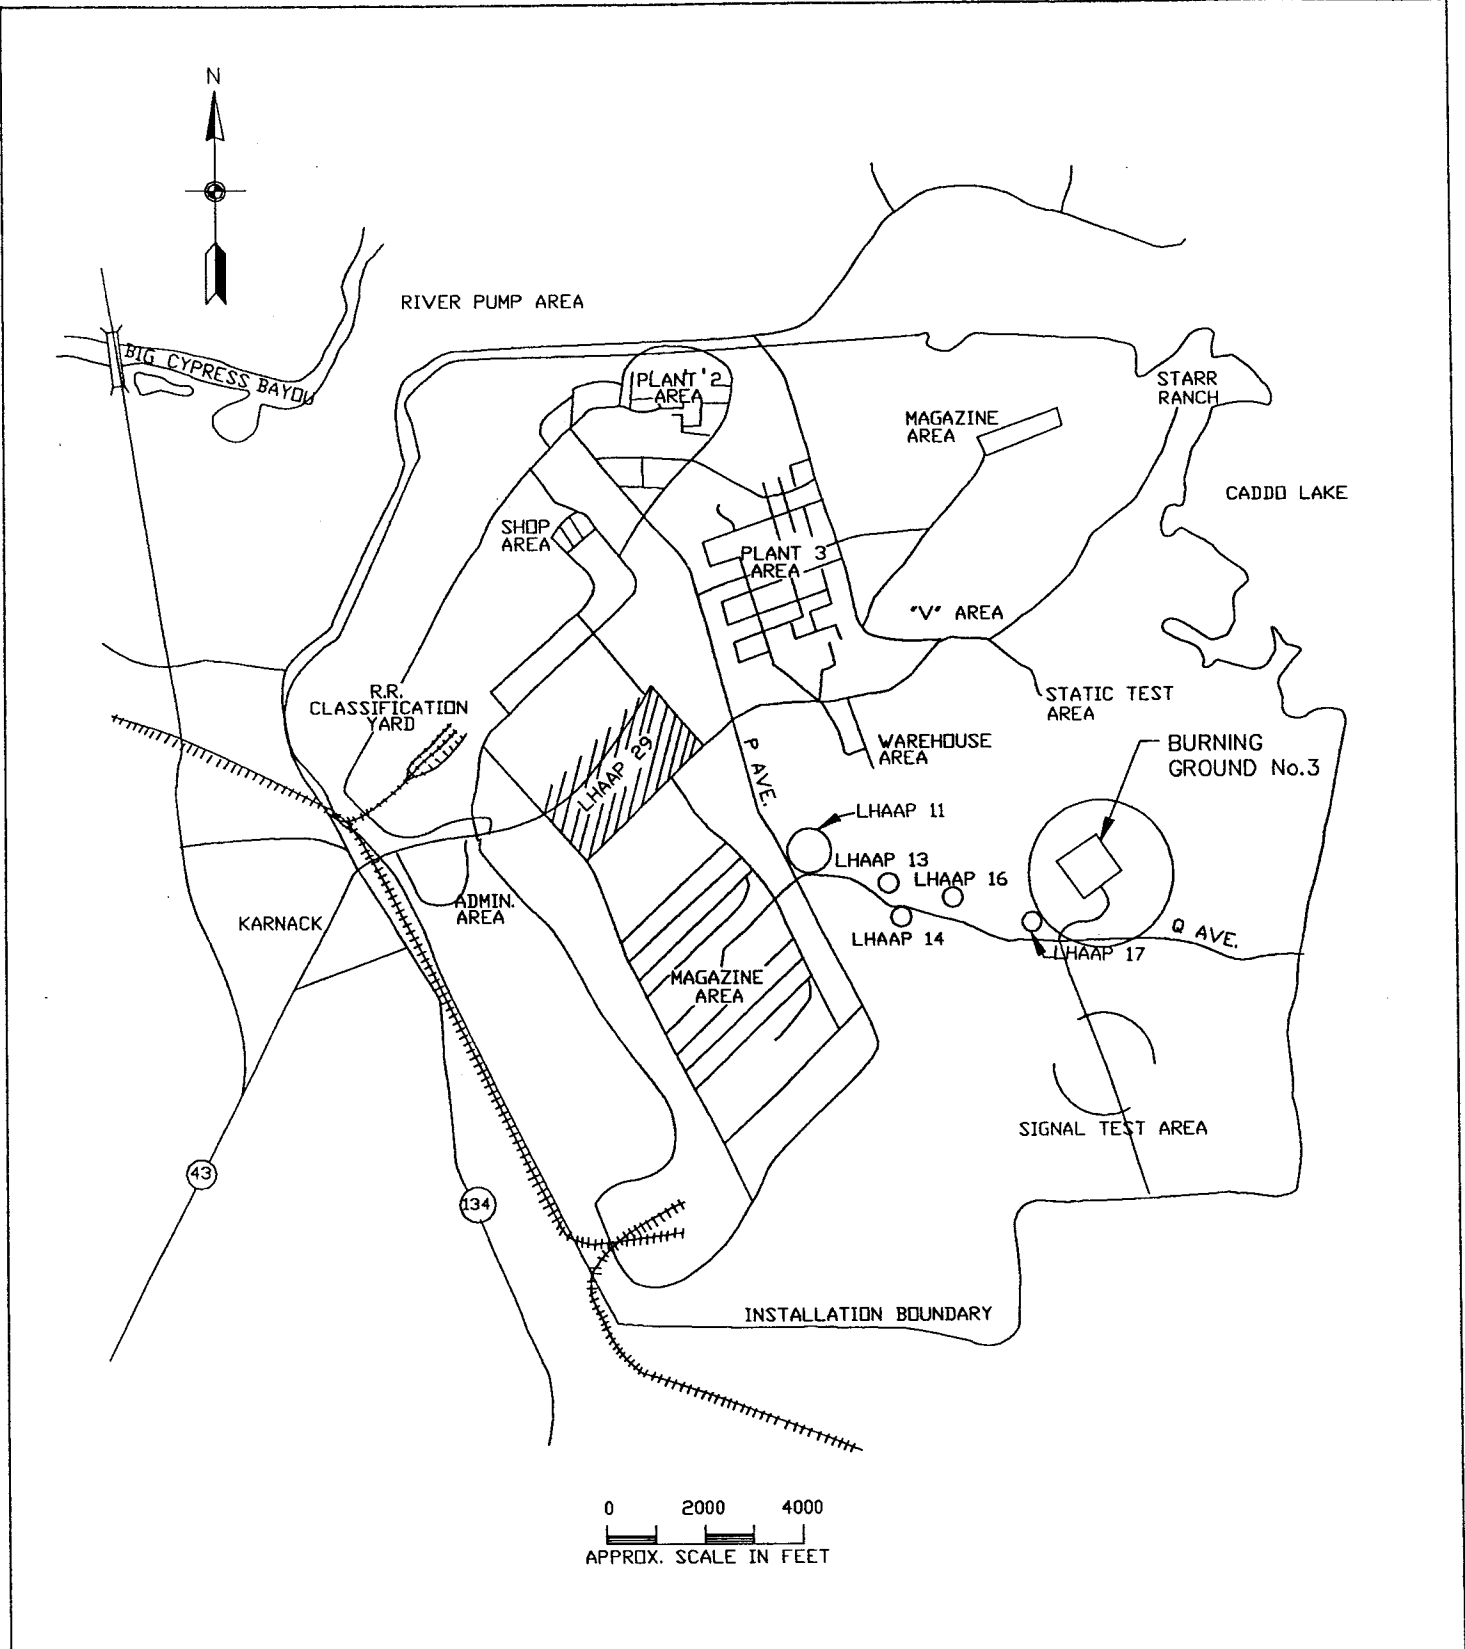 N
RIVER PUMP AREA
BIG CYPRESS BAYOU
PLANT 2
AREA
STARR
RANCH
MAGAZINE
AREA
CADDO LAKE
SHOP
AREA
PLANT 3
AREA
"V" AREA
R.R.
CLASSIFICATION
YARD
STATIC TEST
AREA
LHAAP 29
P AVE.
WAREHOUSE
AREA
BURNING
GROUND No.3
LHAAP 11
LHAAP 13
LHAAP 16
ADMIN.
AREA
KARNACK
LHAAP 14
Q AVE.
LHAAP 17
MAGAZINE
AREA
SIGNAL TEST AREA
43
134
INSTALLATION BOUNDARY
0 2000 4000
APPROX. SCALE IN FEET